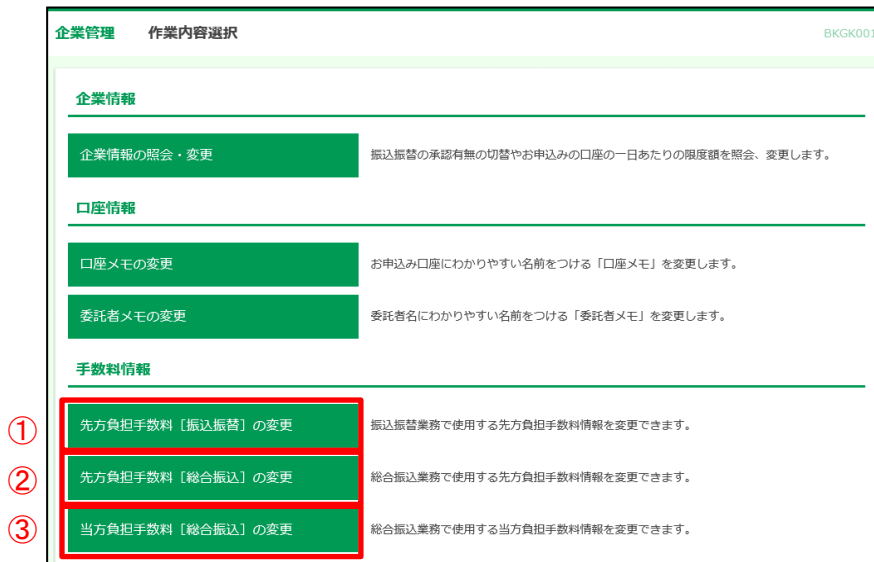 企業管理 作業内容選択 BKGK001
企業情報
企業情報の照会・変更 振込振替の承認有無の切替やお申込みの口座の一日あたりの限度額を照会、変更します。
口座情報
口座メモの変更 お申込み口座にわかりやすい名前をつける「口座メモ」を変更します。
委託者メモの変更 委託者名にわかりやすい名前をつける「委託者メモ」を変更します。
手数料情報
① 先方負担手数料［振込振替］の変更 振込振替業務で使用する先方負担手数料情報を変更できます。
② 先方負担手数料［総合振込］の変更 総合振込業務で使用する先方負担手数料情報を変更できます。
③ 当方負担手数料［総合振込］の変更 総合振込業務で使用する当方負担手数料情報を変更できます。